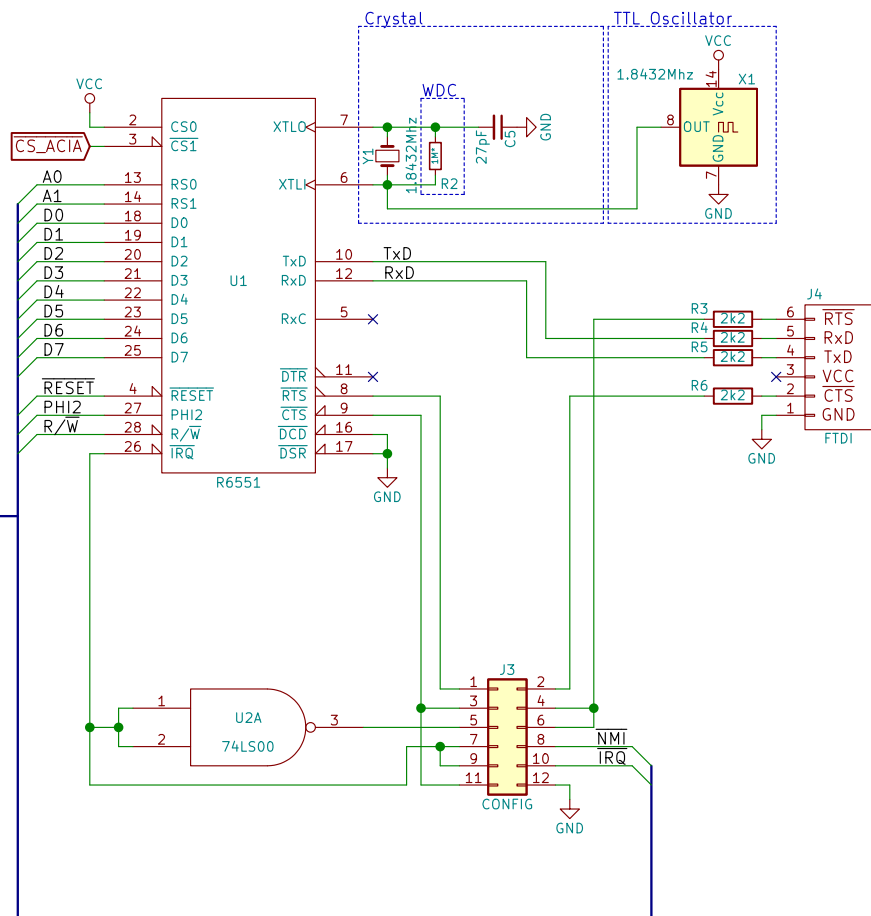 Crystal
TTL Oscillator
VCC
1.8432Mhz
14
X1
Vcc
8
OUT
GND
7
GND
WDC
VCC
2
CS0
3
CS1
CS_ACIA
XTLO
7
Y1
1.8432Mhz
1M*
R2
27pF
C5
GND
XTLI
6
A0
13
RS0
A1
14
RS1
D0
18
D0
D1
19
D1
D2
20
D2
D3
21
D3
D4
22
D4
D5
23
D5
D6
24
D6
D7
25
D7
RESET
4
RESET
PHI2
27
PHI2
R/W
28
R/W
26
IRQ
U1
R6551
TxD
10
TxD
RxD
12
RxD
RxC
5
DTR
11
RTS
8
CTS
9
DCD
16
DSR
17
GND
J4
R3
2k2
6
RTS
R4
2k2
5
RxD
R5
2k2
4
TxD
3
VCC
R6
2k2
2
CTS
1
GND
GND
FTDI
1
2
U2A
74LS00
3
J3
1
2
3
4
5
6
7
8
NMI
9
10
IRQ
11
12
CONFIG
GND